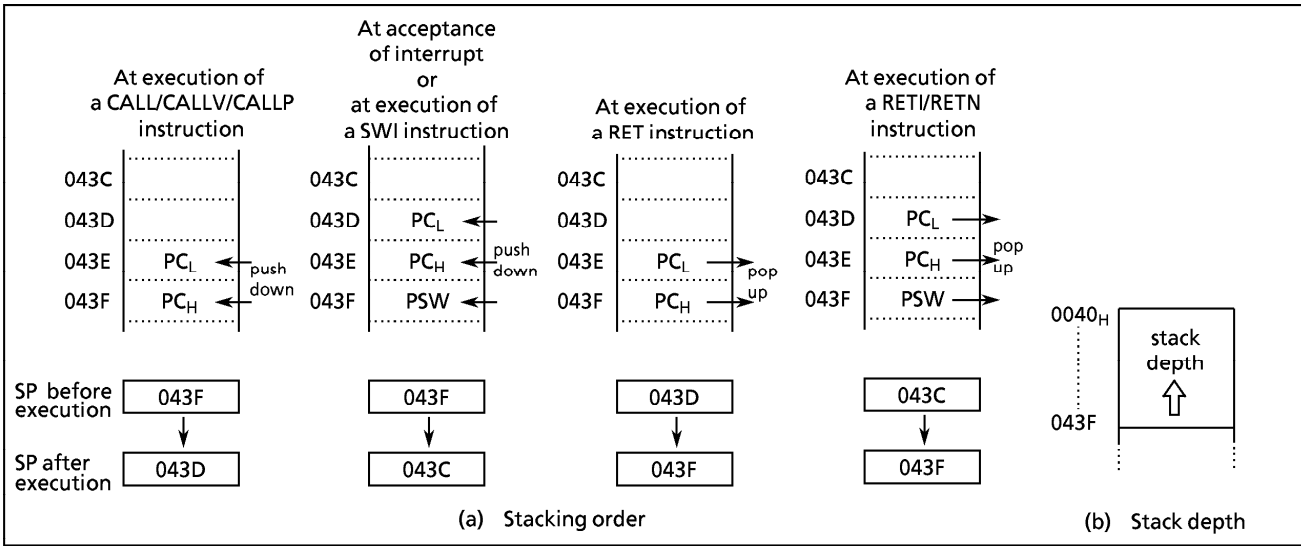 At execution of
a CALL/CALLV/CALLP
instruction
043C
043D
043E PCL
043F PCH
push
down
At acceptance
of interrupt
or
at execution of
a SWI instruction
043C
043D PCL
043E PCH
043F PSW
push
down
At execution of
a RET instruction
043C
043D
043E PCL
043F PCH
pop
up
At execution of
a RETI/RETN
instruction
043C
043D PCL
043E PCH
043F PSW
pop
up
SP before
execution
043F
043F
043D
043C
SP after
execution
043D
043C
043F
043F
(a) Stacking order
0040H
stack
depth
043F
(b) Stack depth